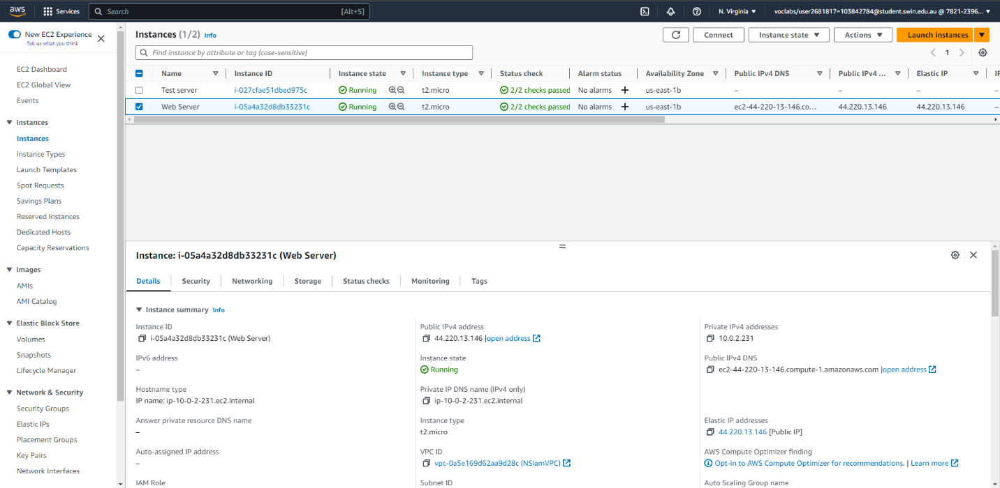 aws Services Search [Alt+S] N. Virginia voclabs/user2681817=103842784@student.swin.edu.au @ 7821-2396...
New EC2 Experience
Tell us what you think
EC2 Dashboard
EC2 Global View
Events
Instances
Instances
Instance Types
Launch Templates
Spot Requests
Savings Plans
Reserved Instances
Dedicated Hosts
Capacity Reservations
Images
AMIs
AMI Catalog
Elastic Block Store
Volumes
Snapshots
Lifecycle Manager
Network & Security
Security Groups
Elastic IPs
Placement Groups
Key Pairs
Network Interfaces
Instances (1/2) Info Connect Instance state Actions Launch instances
Find instance by attribute or tag (case-sensitive) 1
Name Instance ID Instance state Instance type Status check Alarm status Availability Zone Public IPv4 DNS Public IPv4 ... Elastic IP IP
Test server i-027cfae51dbed975c Running t2.micro 2/2 checks passed No alarms + us-east-1b – – – –
Web Server i-05a4a32d8db33231c Running t2.micro 2/2 checks passed No alarms + us-east-1b ec2-44-220-13-146.co... 44.220.13.146 44.220.13.146 –
Instance: i-05a4a32d8db33231c (Web Server)
Details Security Networking Storage Status checks Monitoring Tags
Instance summary Info
Instance ID
i-05a4a32d8db33231c (Web Server)
Public IPv4 address
44.220.13.146 |open address
Private IPv4 addresses
10.0.2.231
IPv6 address
–
Instance state
Running
Public IPv4 DNS
ec2-44-220-13-146.compute-1.amazonaws.com |open address
Hostname type
IP name: ip-10-0-2-231.ec2.internal
Private IP DNS name (IPv4 only)
ip-10-0-2-231.ec2.internal
Answer private resource DNS name
–
Instance type
t2.micro
Elastic IP addresses
44.220.13.146 [Public IP]
Auto-assigned IP address
–
VPC ID
vpc-0a5e169d62aa9d28c (NSiamVPC)
AWS Compute Optimizer finding
Opt-in to AWS Compute Optimizer for recommendations. | Learn more
IAM Role
Subnet ID
Auto Scaling Group name